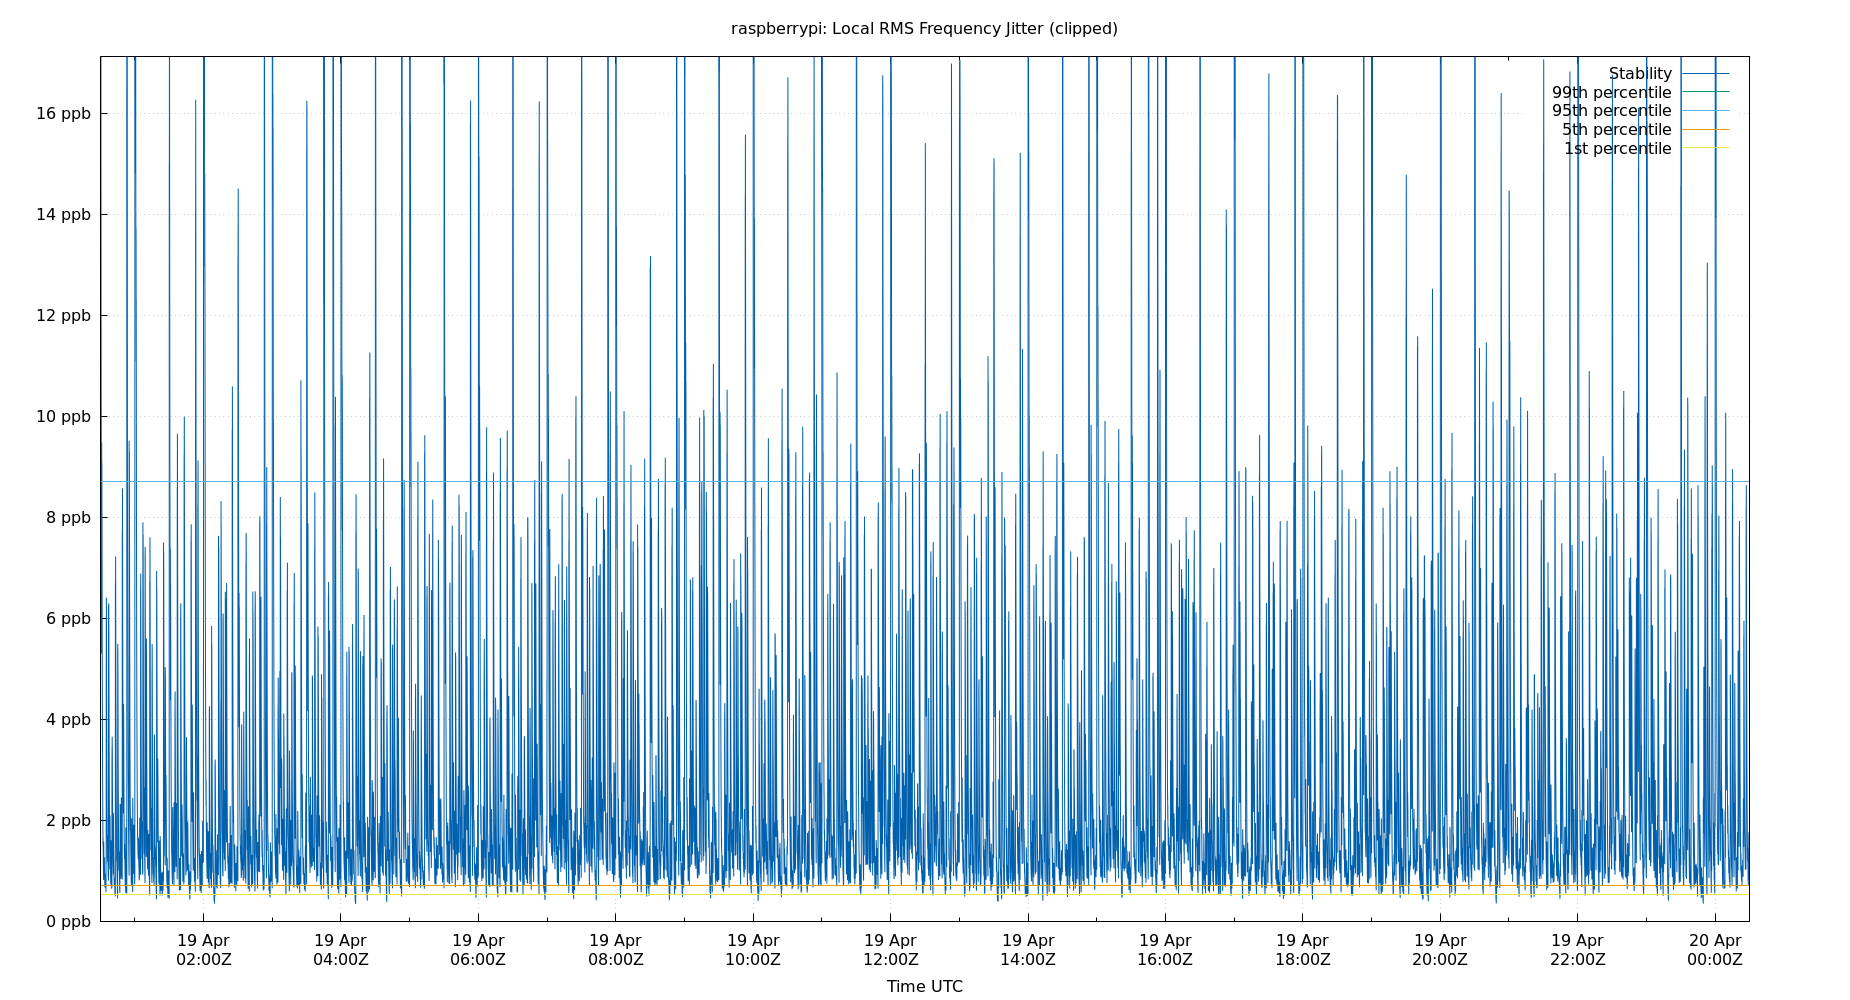 raspberrypi: Local RMS Frequency Jitter (clipped)
Stability
99th percentile
95th percentile
5th percentile
1st percentile
16 ppb
14 ppb
12 ppb
10 ppb
8 ppb
6 ppb
4 ppb
2 ppb
0 ppb
19 Apr 19 Apr 19 Apr 19 Apr 19 Apr 19 Apr 19 Apr 19 Apr 19 Apr 19 Apr 19 Apr 20 Apr
02:00Z 04:00Z 06:00Z 08:00Z 10:00Z 12:00Z 14:00Z 16:00Z 18:00Z 20:00Z 22:00Z 00:00Z
Time UTC